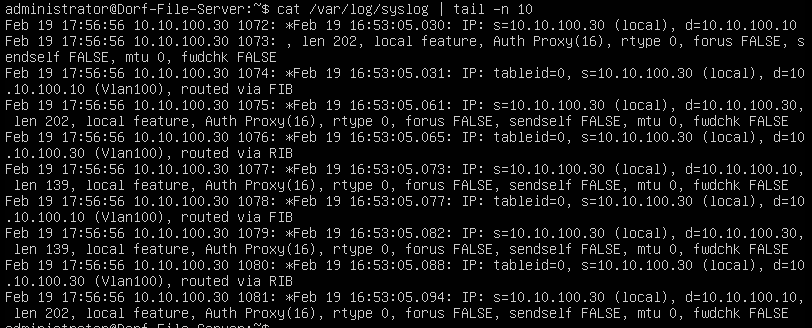 administrator@Dorf-File-Server:~$ cat /var/log/syslog | tail -n 10
Feb 19 17:56:56 10.10.100.30 1072: *Feb 19 16:53:05.030: IP: s=10.10.100.30 (local), d=10.10.100.10
Feb 19 17:56:56 10.10.100.30 1073: , len 202, local feature, Auth Proxy(16), rtype 0, forus FALSE, s
endself FALSE, mtu 0, fwdchk FALSE
Feb 19 17:56:56 10.10.100.30 1074: *Feb 19 16:53:05.031: IP: tableid=0, s=10.10.100.30 (local), d=10
.10.100.10 (Vlan100), routed via FIB
Feb 19 17:56:56 10.10.100.30 1075: *Feb 19 16:53:05.061: IP: s=10.10.100.30 (local), d=10.10.100.30,
 len 202, local feature, Auth Proxy(16), rtype 0, forus FALSE, sendself FALSE, mtu 0, fwdchk FALSE
Feb 19 17:56:56 10.10.100.30 1076: *Feb 19 16:53:05.065: IP: tableid=0, s=10.10.100.30 (local), d=10
.10.100.30 (Vlan100), routed via RIB
Feb 19 17:56:56 10.10.100.30 1077: *Feb 19 16:53:05.073: IP: s=10.10.100.30 (local), d=10.10.100.10,
 len 139, local feature, Auth Proxy(16), rtype 0, forus FALSE, sendself FALSE, mtu 0, fwdchk FALSE
Feb 19 17:56:56 10.10.100.30 1078: *Feb 19 16:53:05.077: IP: tableid=0, s=10.10.100.30 (local), d=10
.10.100.10 (Vlan100), routed via FIB
Feb 19 17:56:56 10.10.100.30 1079: *Feb 19 16:53:05.082: IP: s=10.10.100.30 (local), d=10.10.100.30,
 len 139, local feature, Auth Proxy(16), rtype 0, forus FALSE, sendself FALSE, mtu 0, fwdchk FALSE
Feb 19 17:56:56 10.10.100.30 1080: *Feb 19 16:53:05.088: IP: tableid=0, s=10.10.100.30 (local), d=10
.10.100.30 (Vlan100), routed via RIB
Feb 19 17:56:56 10.10.100.30 1081: *Feb 19 16:53:05.094: IP: s=10.10.100.30 (local), d=10.10.100.10,
 len 202, local feature, Auth Proxy(16), rtype 0, forus FALSE, sendself FALSE, mtu 0, fwdchk FALSE
administrator@Dorf-File-Server:~$